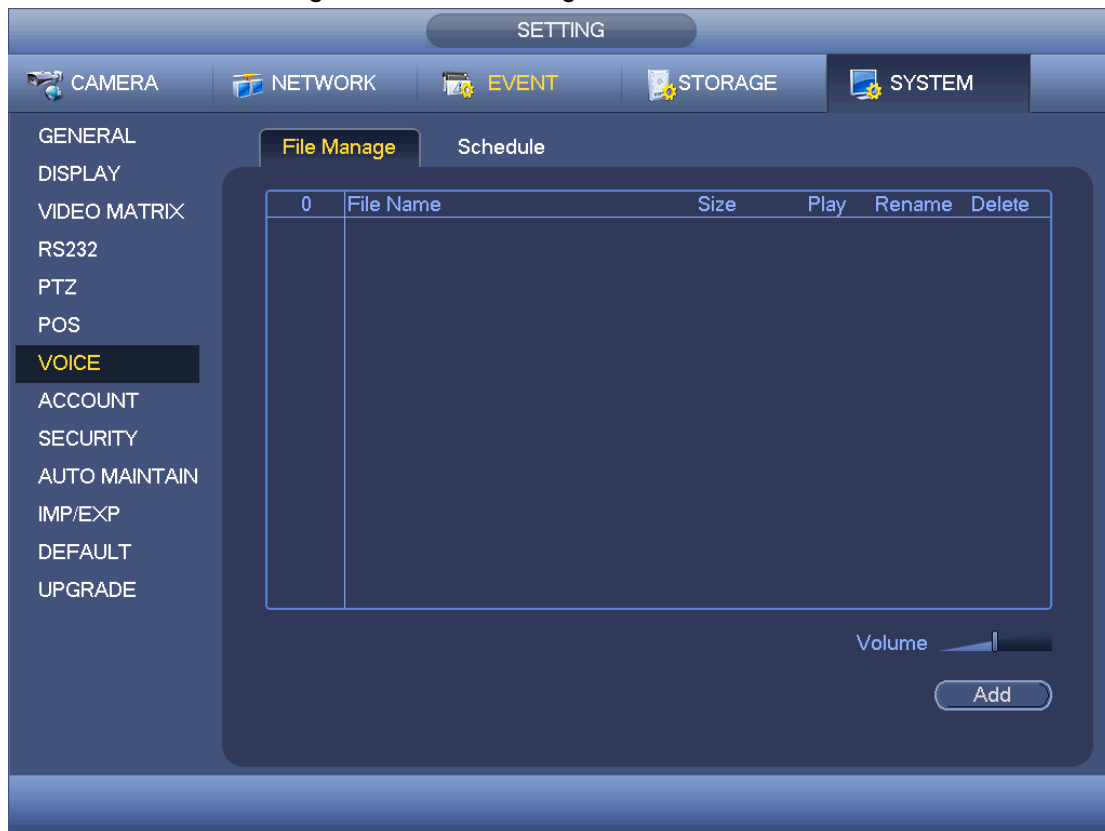 SETTING
CAMERA NETWORK EVENT STORAGE SYSTEM
GENERAL
DISPLAY
VIDEO MATRIX
RS232
PTZ
POS
VOICE
ACCOUNT
SECURITY
AUTO MAINTAIN
IMP/EXP
DEFAULT
UPGRADE
File Manage Schedule
0 File Name Size Play Rename Delete
Volume
Add